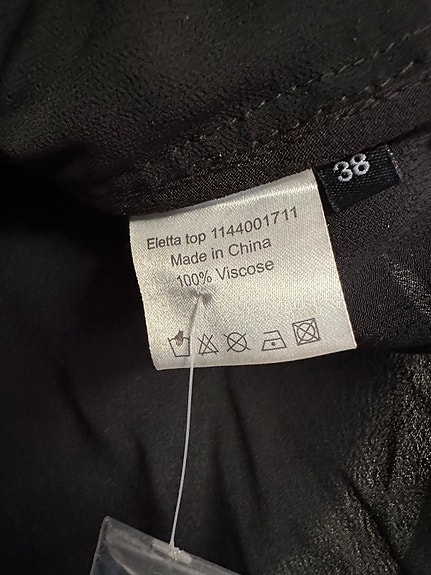 38
Eletta top 1144001711
Made in China
100% Viscose